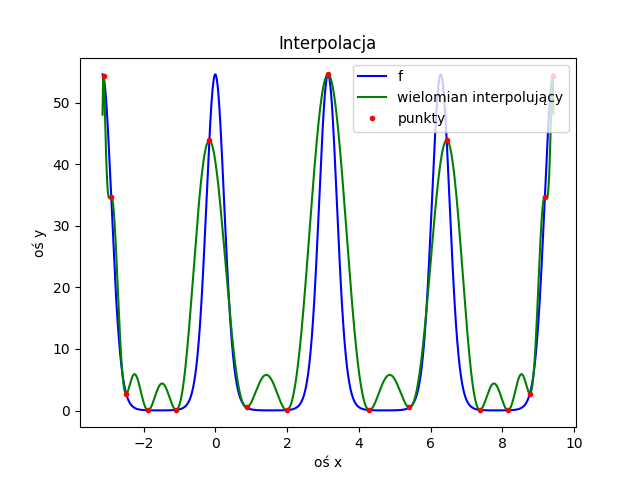 Interpolacja
f
wielomian interpolujący
punkty
50
40
30
20
10
0
oś y
−2 0 2 4 6 8 10
oś x